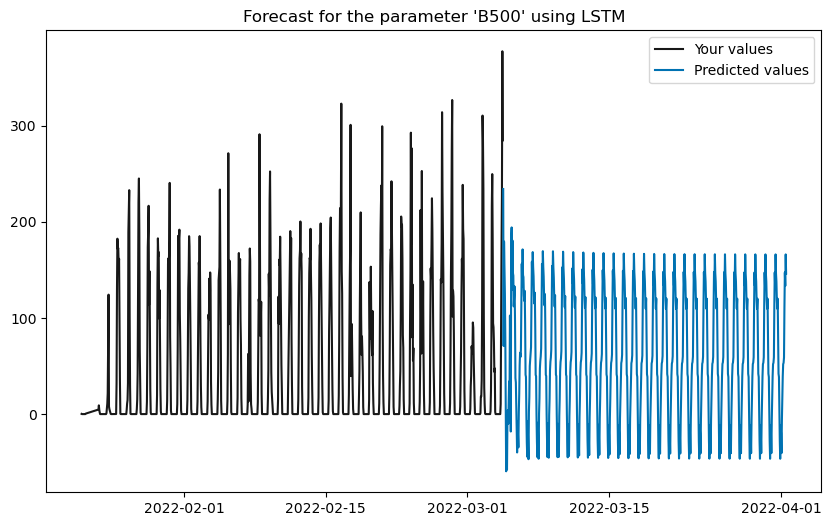 Forecast for the parameter 'B500' using LSTM
Your values
Predicted values
300
200
100
0
2022-02-01 2022-02-15 2022-03-01 2022-03-15 2022-04-01